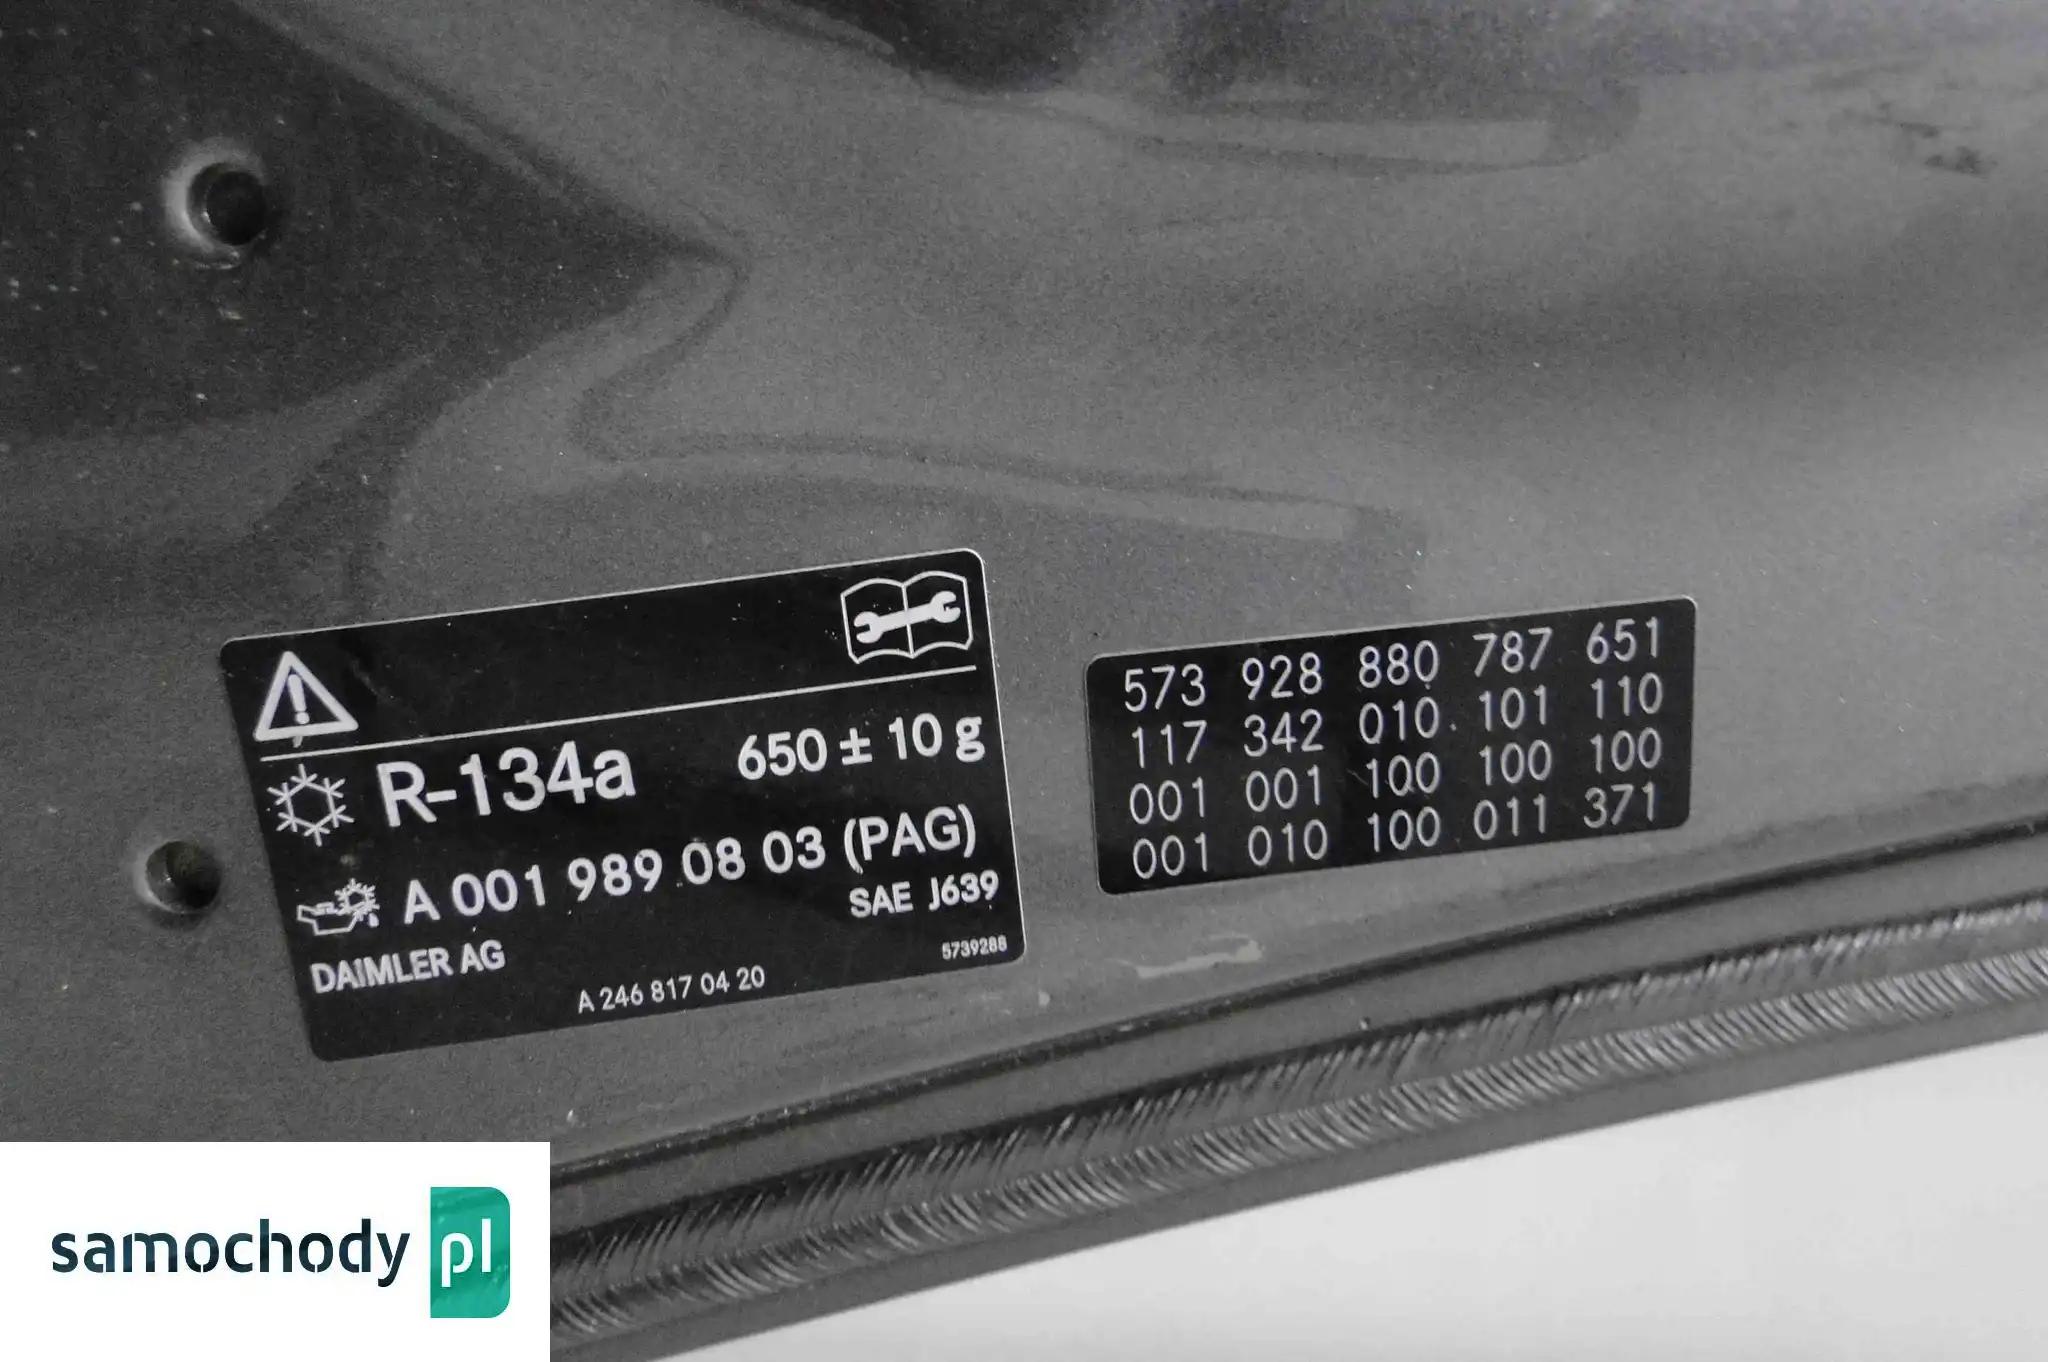 R-134a 650 ± 10 g
A 001 989 08 03 (PAG)
SAE J639
DAIMLER AG
5739288
A 246 817 04 20
573 928 880 787 651
117 342 010 101 110
001 001 100 100 100
001 010 100 011 371
samochody pl